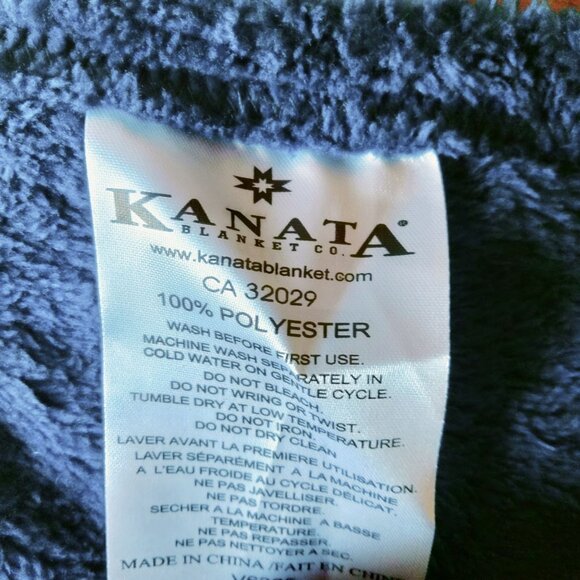 KANATA®
BLANKET CO.
www.kanatablanket.com
CA 32029
100% POLYESTER
WASH BEFORE FIRST USE.
MACHINE WASH SEPARATELY IN
COLD WATER ON GENTLE CYCLE.
DO NOT BLEACH.
DO NOT WRING OR TWIST.
TUMBLE DRY AT LOW TEMPERATURE.
DO NOT IRON.
DO NOT DRY CLEAN
LAVER AVANT LA PREMIERE UTILISATION.
LAVER SÉPARÉMENT A LA MACHINE
A L'EAU FROIDE AU CYCLE DÉLICAT.
NE PAS JAVELLISER.
NE PAS TORDRE.
SECHER A LA MACHINE A BASSE
TEMPERATURE.
NE PAS REPASSER.
NE PAS NETTOYER A SEC.
MADE IN CHINA/FAIT EN CHINE